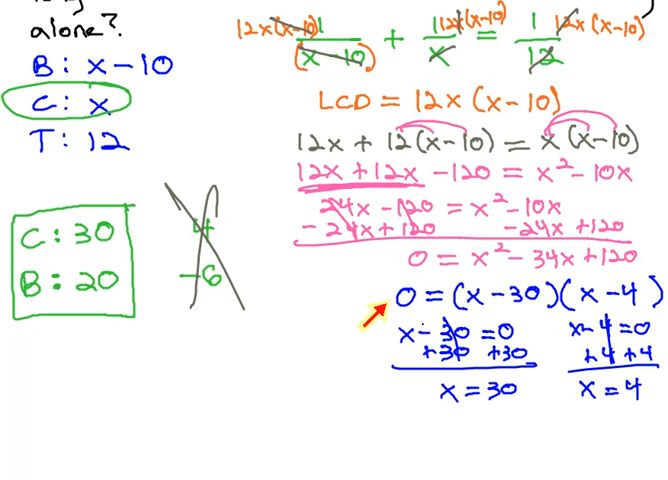 alone?
B: x-10
C: x
T: 12
C: 30
B: 20
4
-6
12x(x-10) 1/(x-10) + 1 12x(x-10)/x = 1 12x(x-10)/12
LCD = 12x(x-10)
12x + 12(x-10) = x(x-10)
12x + 12x - 120 = x² - 10x
24x - 120 = x² - 10x
- 24x + 120 - 24x + 120
0 = x² - 34x + 120
0 = (x - 30)(x - 4)
x - 30 = 0 x - 4 = 0
+30 +30 +4 +4
x = 30 x = 4